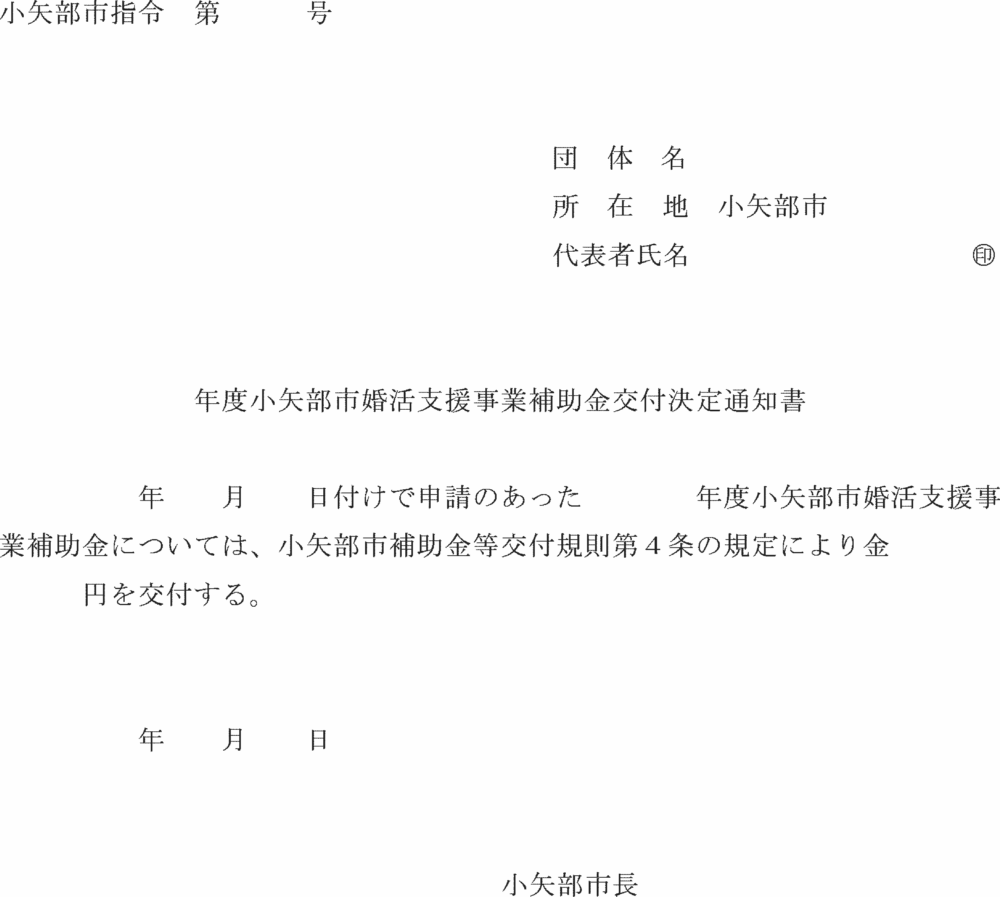 小矢部市指令　第　　　号
団　体　名
所　在　地　小矢部市
代表者氏名　　　　　　　　　　㊞
年度小矢部市婚活支援事業補助金交付決定通知書
年　　月　　日付けで申請のあった　　　　年度小矢部市婚活支援事
業補助金については、小矢部市補助金等交付規則第４条の規定により金
円を交付する。
年　　月　　日
小矢部市長